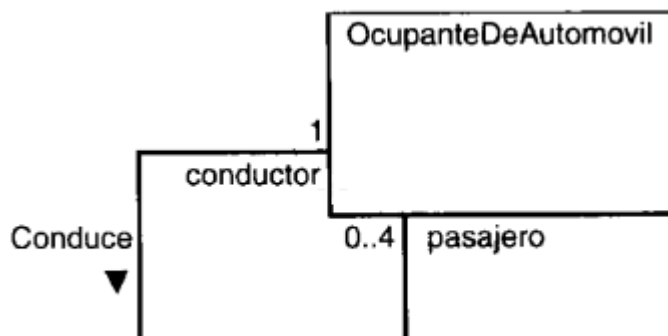 OcupanteDeAutomovil
1
conductor
Conduce
0..4
pasajero